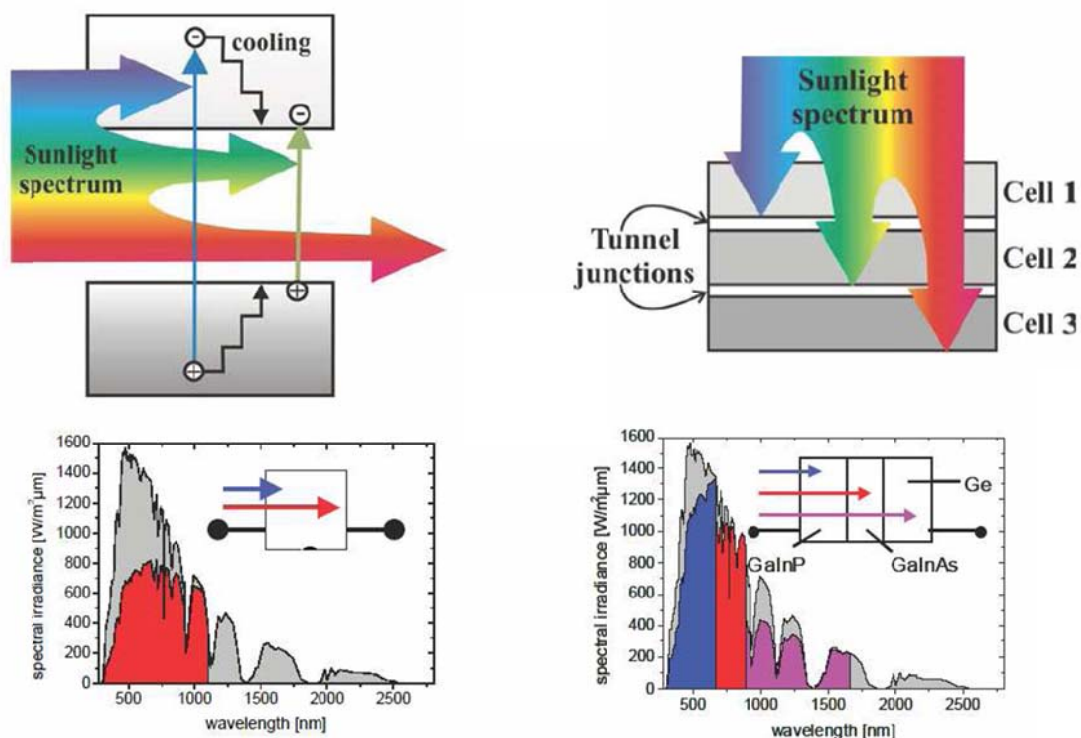 cooling
Sunlight
spectrum
Sunlight
spectrum
Cell 1
Tunnel
junctions
Cell 2
Cell 3
1600
1400
1200
1000
800
600
400
200
0
500
1000
1500
2000
2500
spectral irradiance [W/m²µm]
wavelength [nm]
1600
1400
1200
1000
800
600
400
200
0
500
1000
1500
2000
2500
spectral irradiance [W/m²µm]
wavelength [nm]
Ge
GaInP
GaInAs